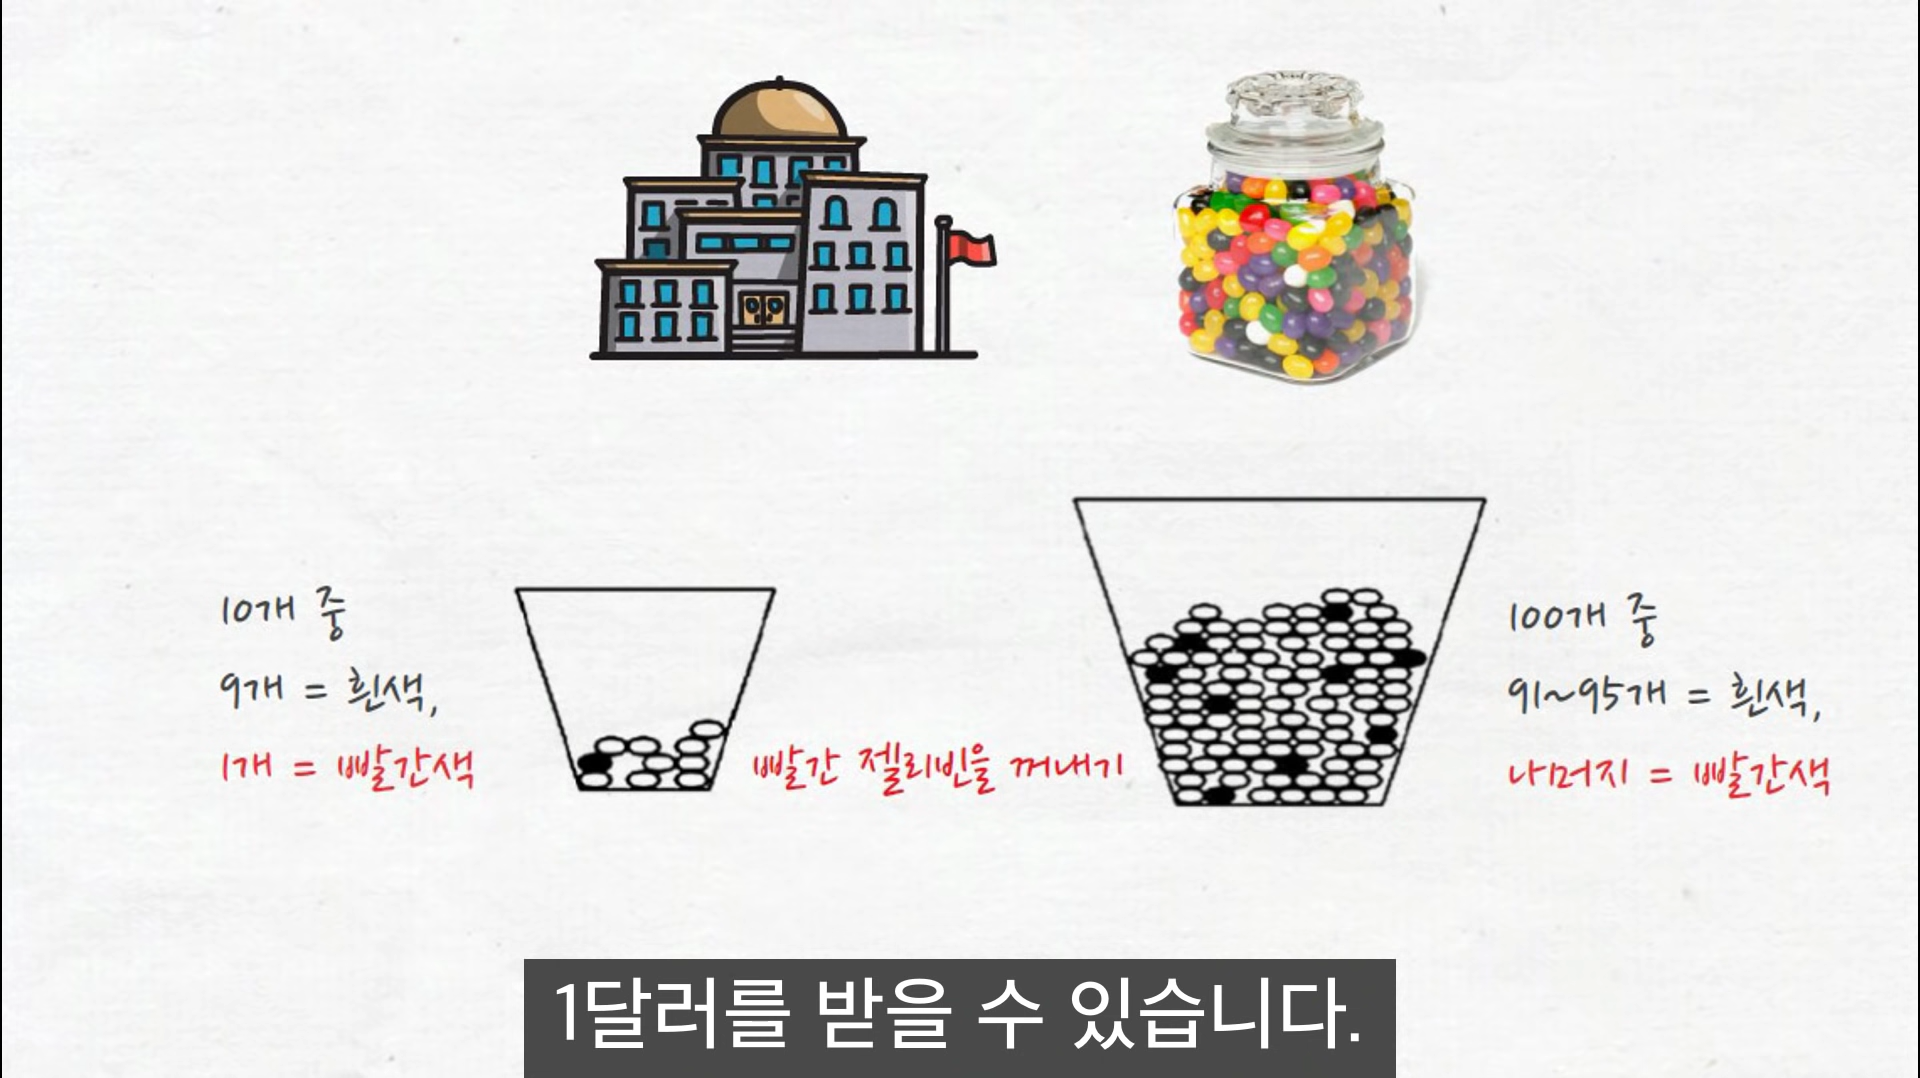 10개 중
9개 = 흰색,
1개 = 빨간색
빨간 젤리빈을 꺼내기
100개 중
91~95개 = 흰색,
나머지 = 빨간색
1달러를 받을 수 있습니다.